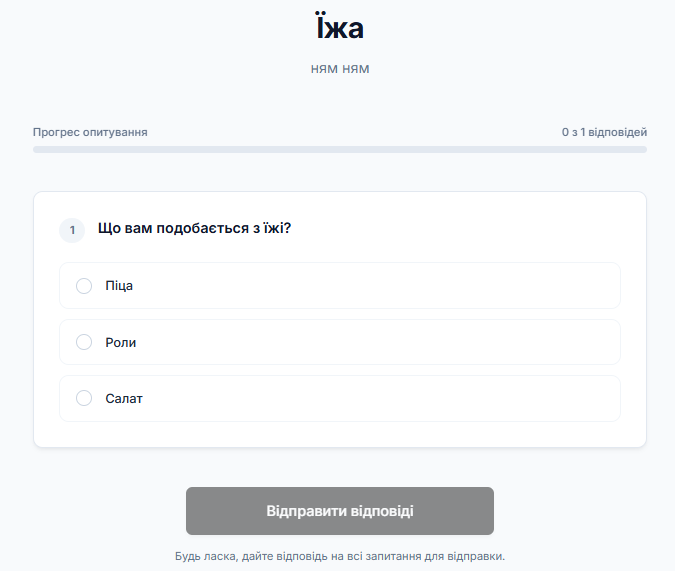 Їжа
ням ням
Прогрес опитування
0 з 1 відповідей
1
Що вам подобається з їжі?
Піца
Роли
Салат
Відправити відповіді
Будь ласка, дайте відповідь на всі запитання для відправки.